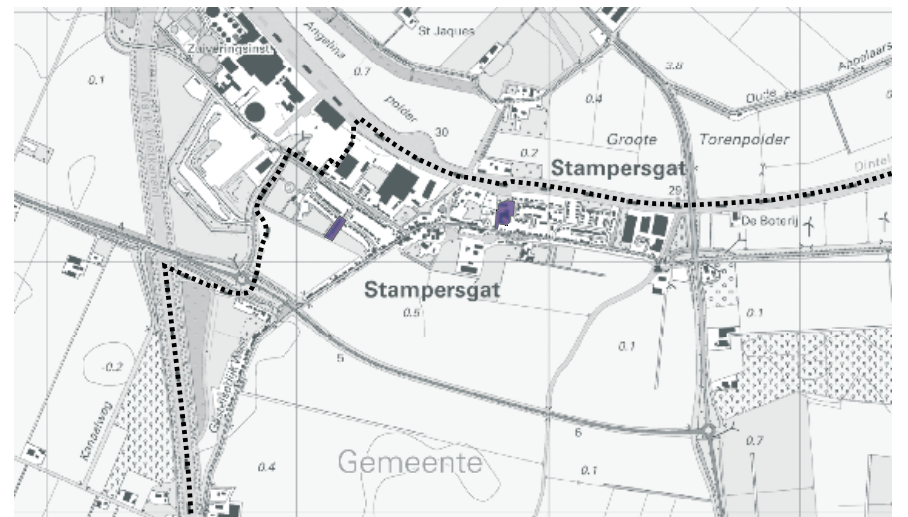 St Jaques
Zuiveringsinst.
Angelina
polder
0.7
0.1
3.8
Oude
Appelaars
0.4
30
Groote
Torenpolder
0.2
Stampersgat
Dintel
29
De Boterij
4
Stampersgat
0.5
0.1
0.1
5
-0.2
Kanaalweg
6
0.7
Gemeente
0.4
0.1